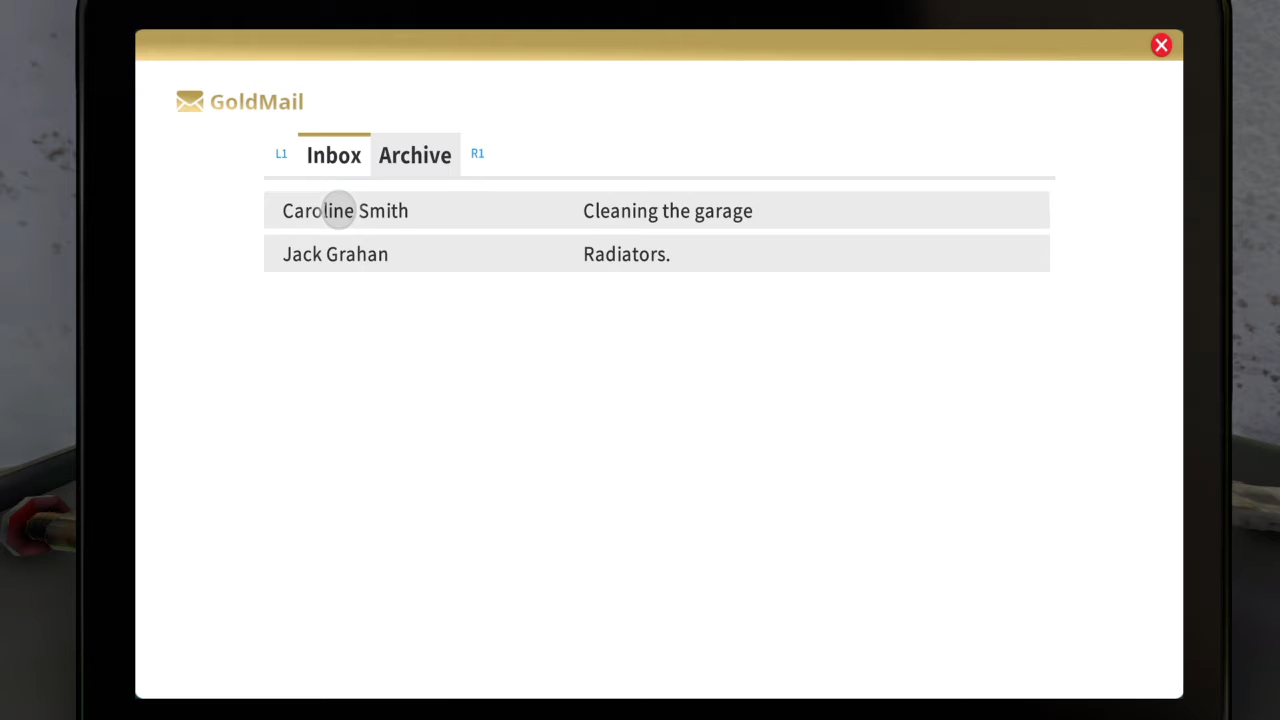 GoldMail
L1 Inbox Archive R1
Caroline Smith Cleaning the garage
Jack Grahan Radiators.